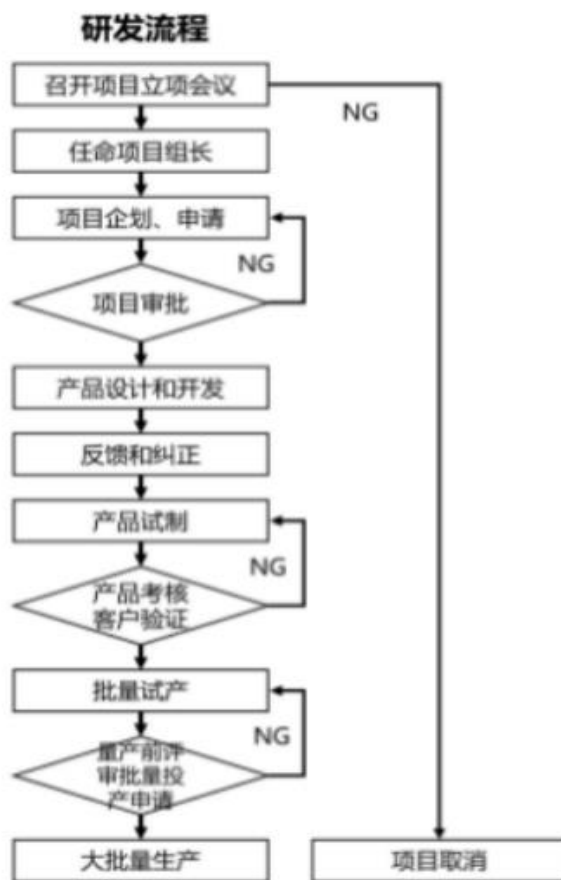 研发流程
召开项目立项会议
NG
任命项目组长
项目企划、申请
NG
项目审批
产品设计和开发
反馈和纠正
产品试制
NG
产品考核
客户验证
批量试产
NG
量产前评
审批量投
产申请
大批量生产
项目取消